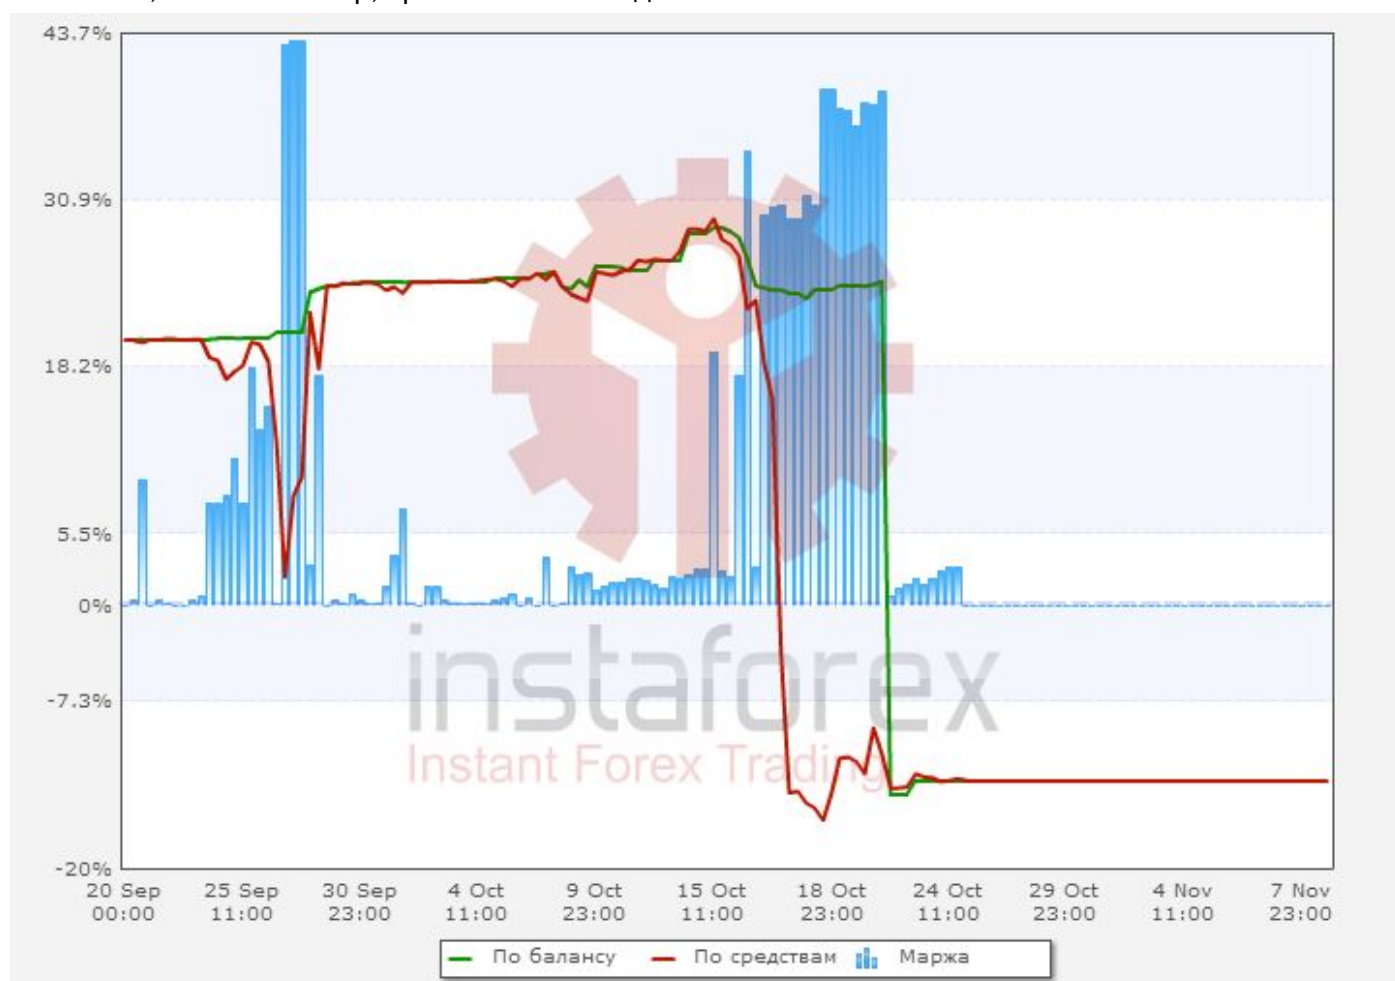 43.7%
30.9%
18.2%
5.5%
0%
-7.3%
-20%
instaforex
Instant Forex Trading
20 Sep 25 Sep 30 Sep 4 Oct 9 Oct 15 Oct 18 Oct 24 Oct 29 Oct 4 Nov 7 Nov
00:00 11:00 23:00 11:00 23:00 11:00 23:00 11:00 23:00 11:00 23:00
По балансу По средствам Маржа